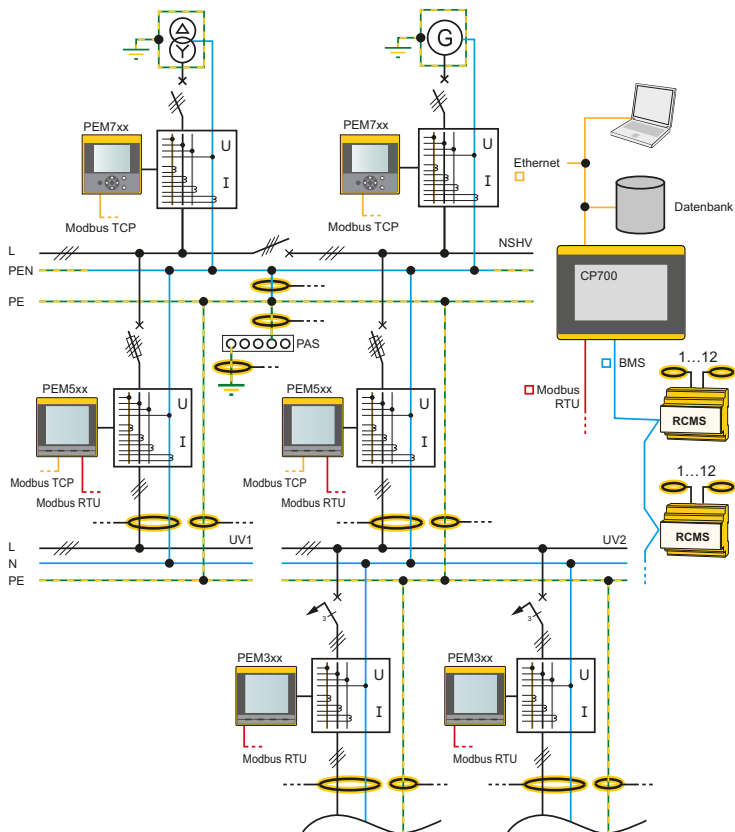 G
PEM7xx
U
I
Modbus TCP
PEM7xx
U
I
Modbus TCP
Ethernet
Datenbank
L
NSHV
PEN
CP700
PE
PAS
BMS
Modbus
RTU
1...12
RCMS
1...12
RCMS
PEM5xx
U
I
Modbus TCP
Modbus RTU
PEM5xx
U
I
Modbus TCP
Modbus RTU
L
UV1
UV2
N
PE
3
3
PEM3xx
U
I
Modbus RTU
PEM3xx
U
I
Modbus RTU